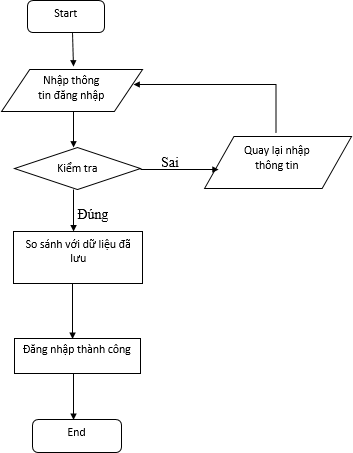 Start
Nhập thông
tin đăng nhập
Kiểm tra
Sai
Quay lại nhập
thông tin
Đúng
So sánh với dữ liệu đã
lưu
Đăng nhập thành công
End